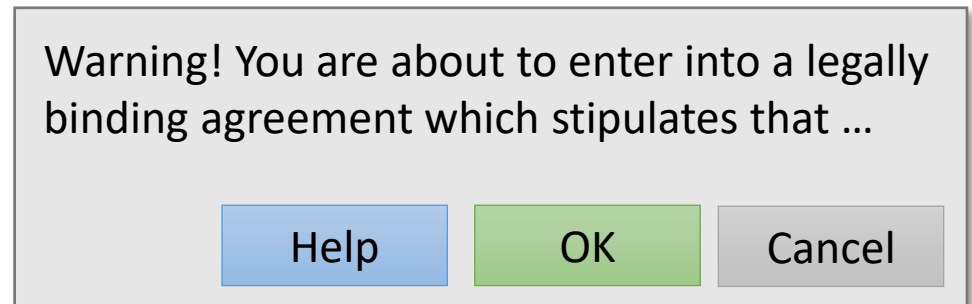 Warning! You are about to enter into a legally
binding agreement which stipulates that ...
Help OK Cancel